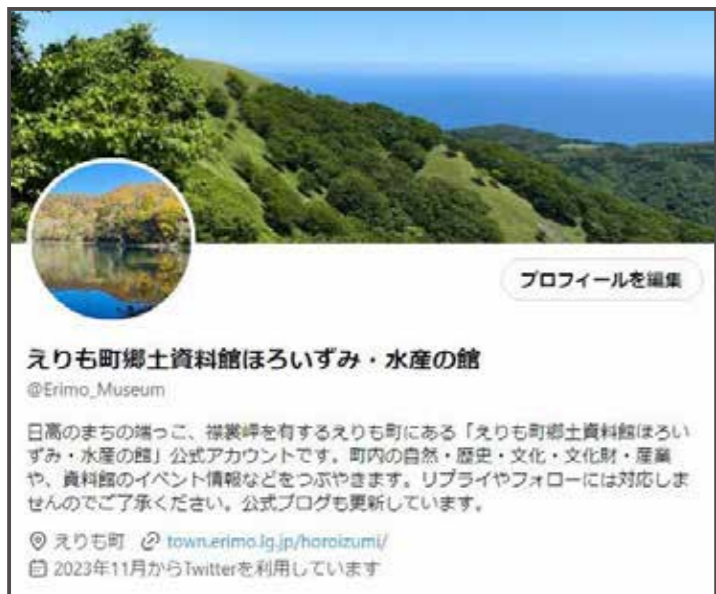 プロフィールを編集
えりも町郷土資料館ほろいずみ・水産の館
@Erimo_Museum
日高のまちの端っこ、襟裳岬を有するえりも町にある「えりも町郷土資料館ほろい
ずみ・水産の館」公式アカウントです。町内の自然・歴史・文化・文化財・産業
や、資料館のイベント情報などをつぶやきます。リプライやフォローには対応しま
せんのでご了承ください。公式ブログも更新しています。
えりも町 town.erimo.lg.jp/horoizumi/
2023年11月からTwitterを利用しています